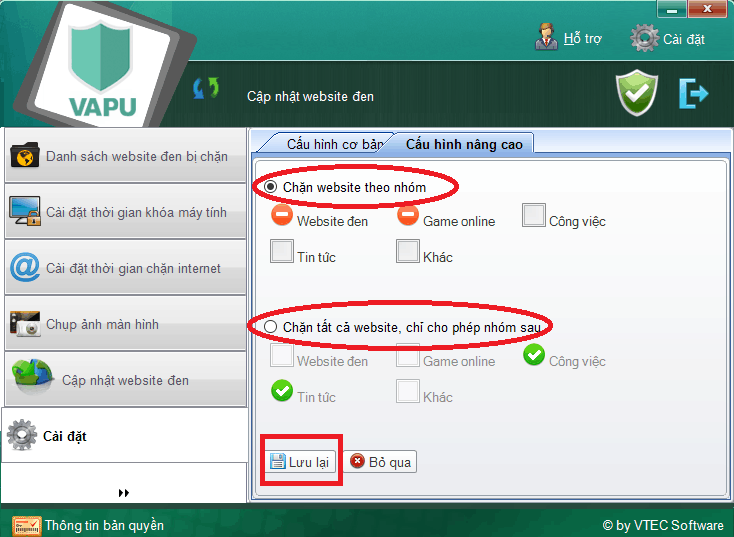 Hỗ trợ
Cài đặt
VAPU
Cập nhật website đen
Danh sách website đen bị chặn
Cài đặt thời gian khóa máy tính
Cài đặt thời gian chặn internet
Chụp ảnh màn hình
Cập nhật website đen
Cài đặt
Cấu hình cơ bản
Cấu hình nâng cao
Chặn website theo nhóm
Website đen
Game online
Công việc
Tin tức
Khác
Chặn tất cả website, chỉ cho phép nhóm sau
Website đen
Game online
Công việc
Tin tức
Khác
Lưu lại
Bỏ qua
Thông tin bản quyền
© by VTEC Software